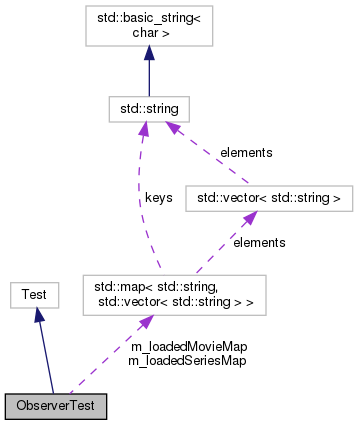 std::basic_string<
char >
std::string
elements
keys
std::vector< std::string >
elements
Test
std::map< std::string,
std::vector< std::string > >
m_loadedMovieMap
m_loadedSeriesMap
ObserverTest